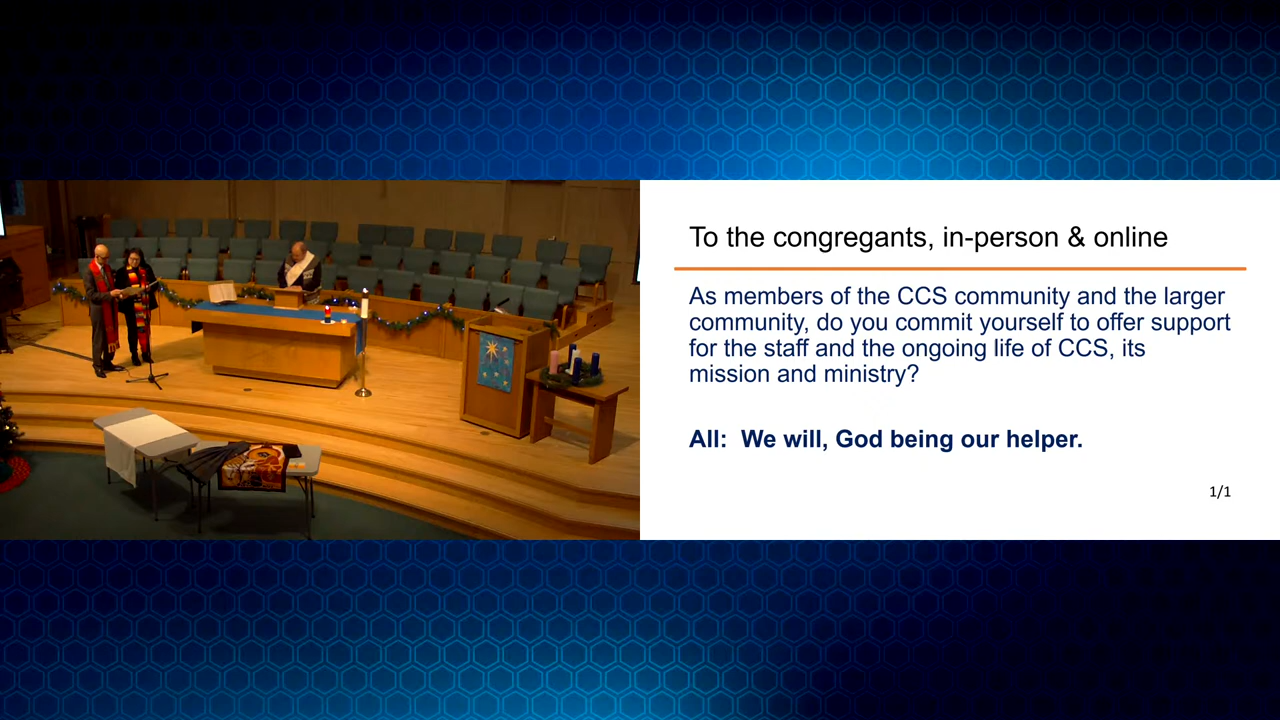 To the congregants, in-person & online
As members of the CCS community and the larger
community, do you commit yourself to offer support
for the staff and the ongoing life of CCS, its
mission and ministry?
All:  We will, God being our helper.
1/1